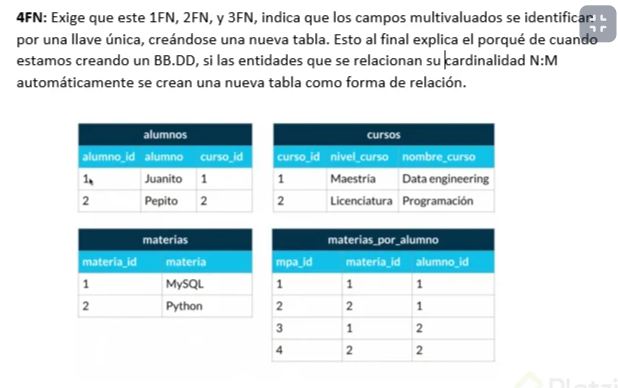 4FN: Exige que este 1FN, 2FN, y 3FN, indica que los campos multivaluados se identifican
por una llave única, creándose una nueva tabla. Esto al final explica el porqué de cuando
estamos creando un BB.DD, si las entidades que se relacionan su cardinalidad N:M
automáticamente se crean una nueva tabla como forma de relación.
alumnos
alumno_id alumno curso_id
1 Juanito 1
2 Pepito 2
cursos
curso_id nivel_curso nombre_curso
1 Maestría Data engineering
2 Licenciatura Programación
materias
materia_id materia
1 MySQL
2 Python
materias_por_alumno
mpa_id materia_id alumno_id
1 1 1
2 2 1
3 1 2
4 2 2